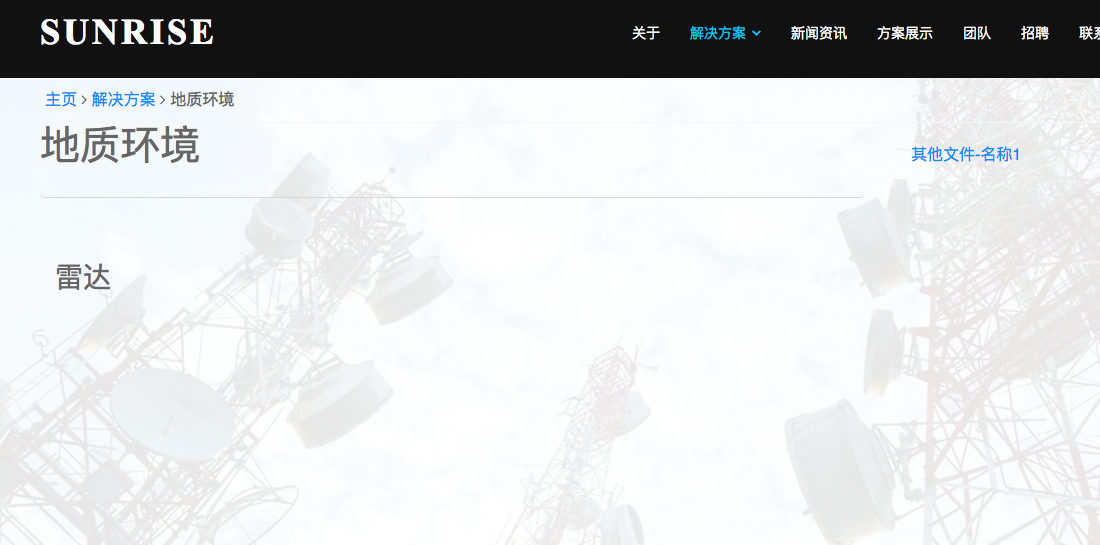 SUNRISE
关于 解决方案 新闻资讯 方案展示 团队 招聘 联
主页 > 解决方案 > 地质环境
地质环境
其他文件-名称1
雷达